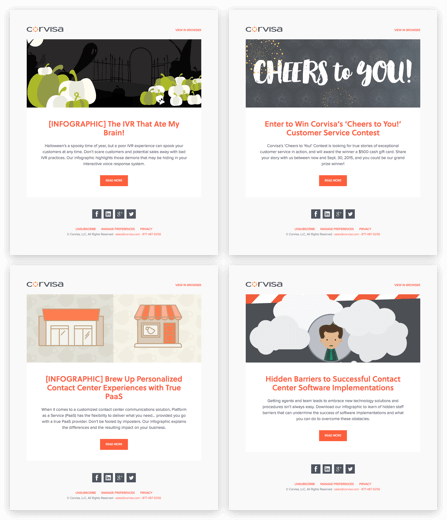 corvisa
VIEW IN BROWSER
[INFOGRAPHIC] The IVR That Ate My
Brain!
Halloween's a spooky time of year, but a poor IVR experience can spook your
customers at any time. Don't scare customers and potential sales away with bad
IVR practices. Our infographic highlights those demons that may be hiding in your
interactive voice response system.
READ MORE
UNSUBSCRIBE MANAGE PREFERENCES PRIVACY
© Corvisa, LLC. All Rights Reserved
corvisa
VIEW IN BROWSER
CHEERS to YOU!
Enter to Win Corvisa's 'Cheers to You!'
Customer Service Contest
Corvisa's 'Cheers to You!' Contest is looking for true stories of exceptional
customer service in action, and will award the winner a $500 cash gift card. Share
your story with us between now and Sept. 30, 2015, and you could be our grand
prize winner!
READ MORE
UNSUBSCRIBE MANAGE PREFERENCES PRIVACY
© Corvisa, LLC. All Rights Reserved
corvisa
VIEW IN BROWSER
[INFOGRAPHIC] Brew Up Personalized
Contact Center Experiences with True
PaaS
When it comes to a customized contact center communications solution, Platform
as a Service (PaaS) has the flexibility to deliver what you need... provided you go
with a true PaaS provider. Don't be fooled by posers. Our infographic explains
the differences and the resulting impact on your business.
READ MORE
UNSUBSCRIBE MANAGE PREFERENCES PRIVACY
© Corvisa, LLC. All Rights Reserved
corvisa
VIEW IN BROWSER
Hidden Barriers to Successful Contact
Center Software Implementations
Getting agents and team leads to embrace new technology solutions and
procedures isn't always easy. Download our infographic to learn of hidden staff
barriers that can undermine the success of software implementations and what
you can do to overcome these obstacles.
READ MORE
UNSUBSCRIBE MANAGE PREFERENCES PRIVACY
© Corvisa, LLC. All Rights Reserved